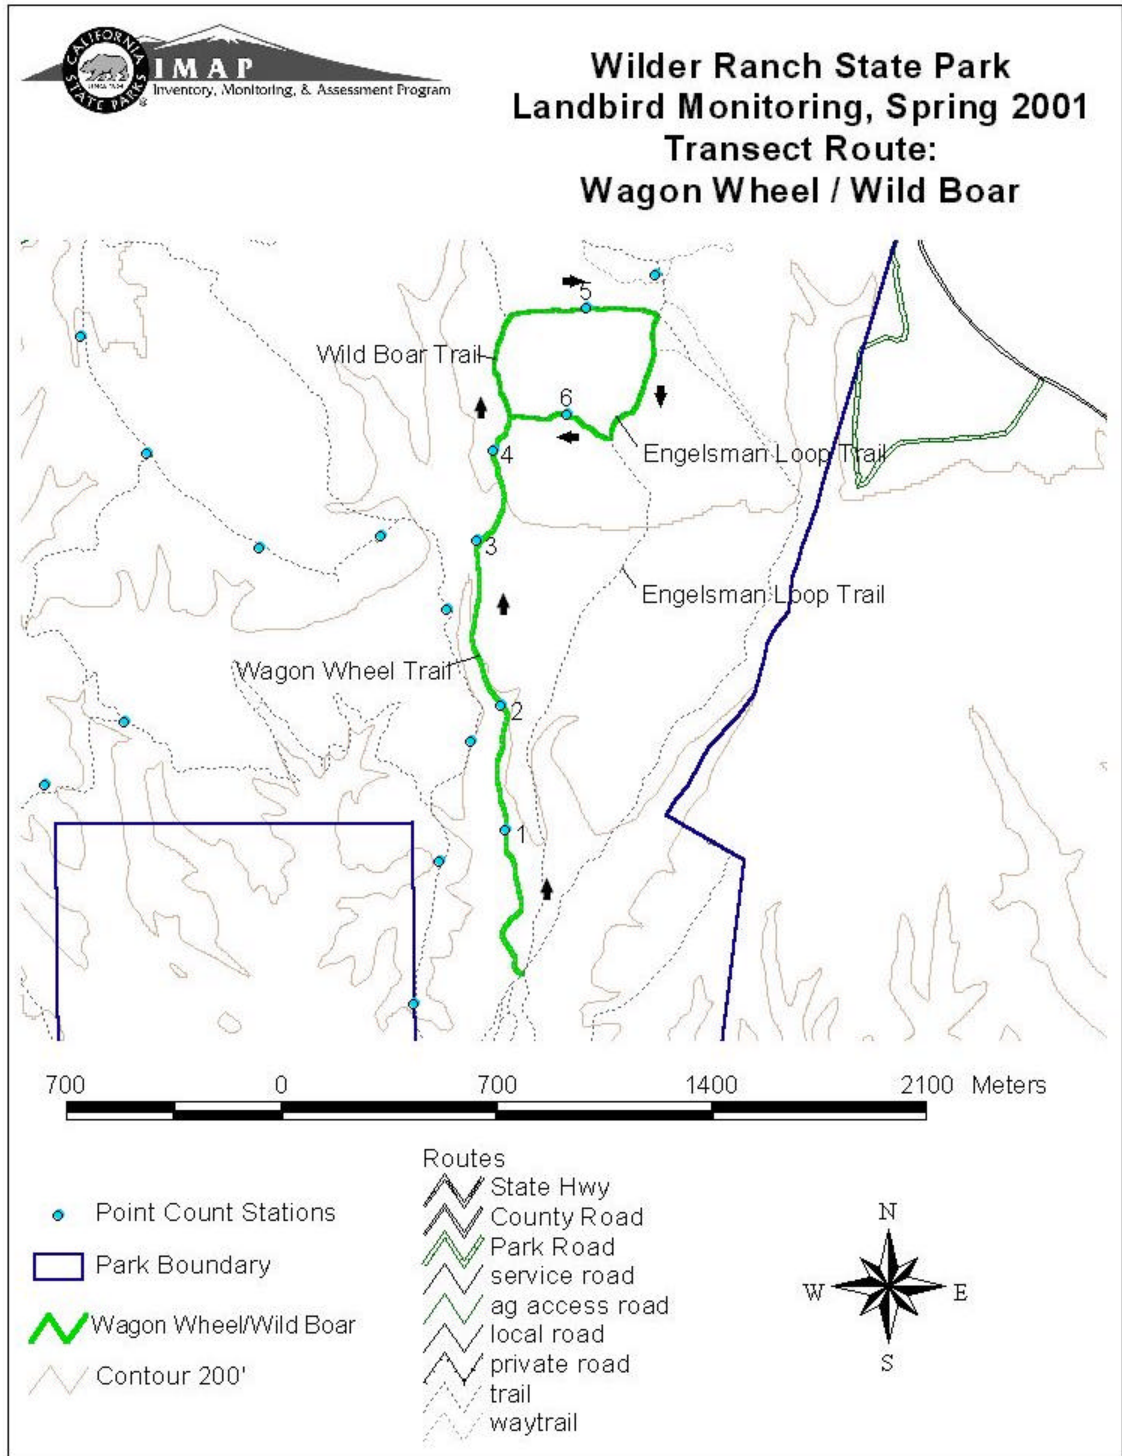 CALIFORNIA
STATE PARKS
SINCE 1864
®
IMAP
Inventory, Monitoring, & Assessment Program
Wilder Ranch State Park
Landbird Monitoring, Spring 2001
Transect Route:
Wagon Wheel / Wild Boar
5
Wild Boar Trail
6
4
Engelsman Loop Trail
3
Engelsman Loop Trail
Wagon Wheel Trail
2
1
700 0 700 1400 2100 Meters
Point Count Stations
Park Boundary
Wagon Wheel/Wild Boar
Contour 200'
Routes
State Hwy
County Road
Park Road
service road
ag access road
local road
private road
trail
waytrail
N
W E
S